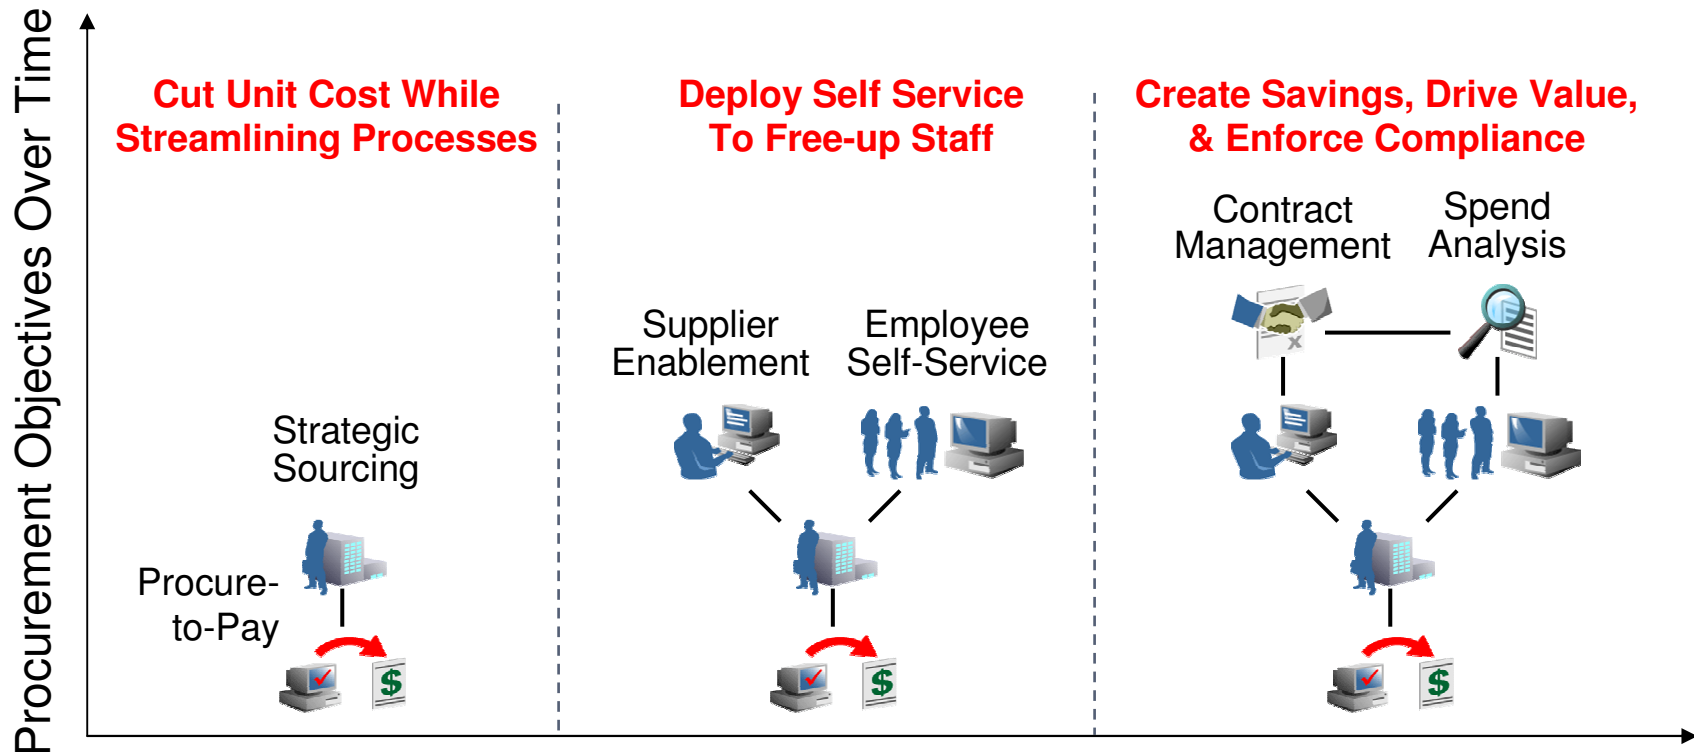 Procurement Objectives Over Time
Cut Unit Cost While
Streamlining Processes
Strategic
Sourcing
Procure-
to-Pay
$
Deploy Self Service
To Free-up Staff
Supplier
Enablement
Employee
Self-Service
$
Create Savings, Drive Value,
& Enforce Compliance
Contract
Management
Spend
Analysis
x
$